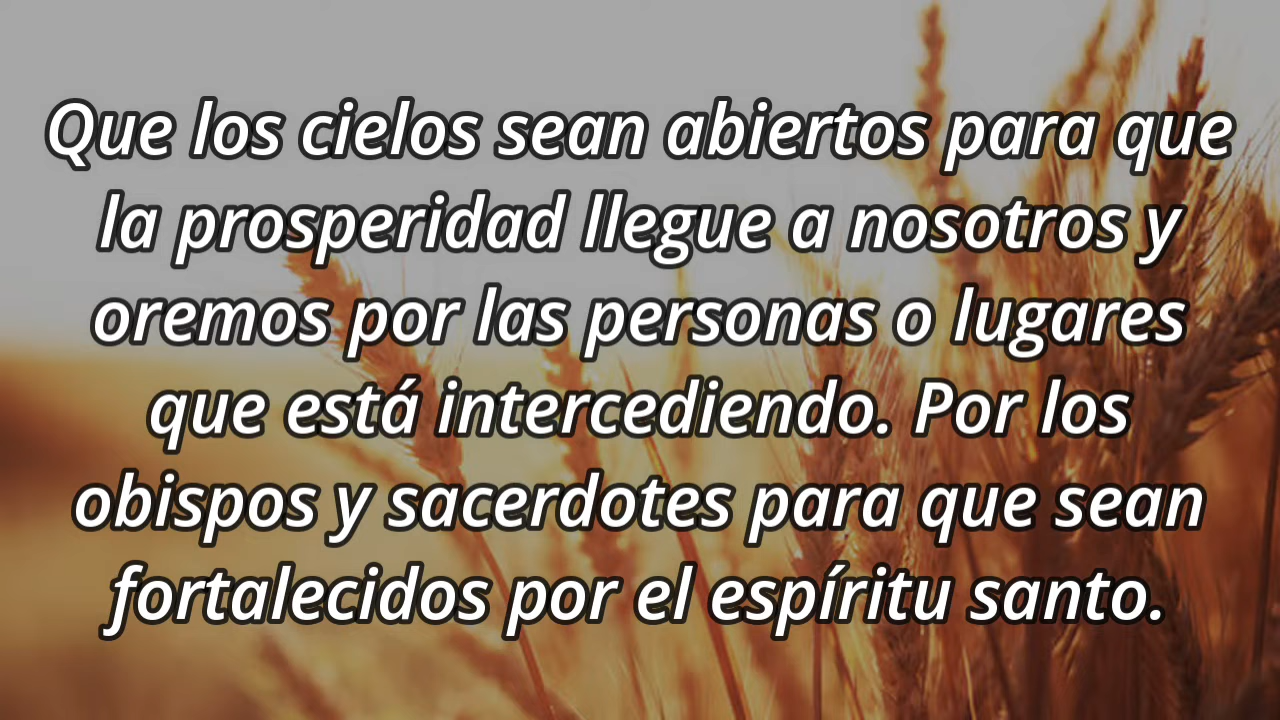 Que los cielos sean abiertos para que
la prosperidad llegue a nosotros y
oremos por las personas o lugares
que está intercediendo. Por los
obispos y sacerdotes para que sean
fortalecidos por el espíritu santo.